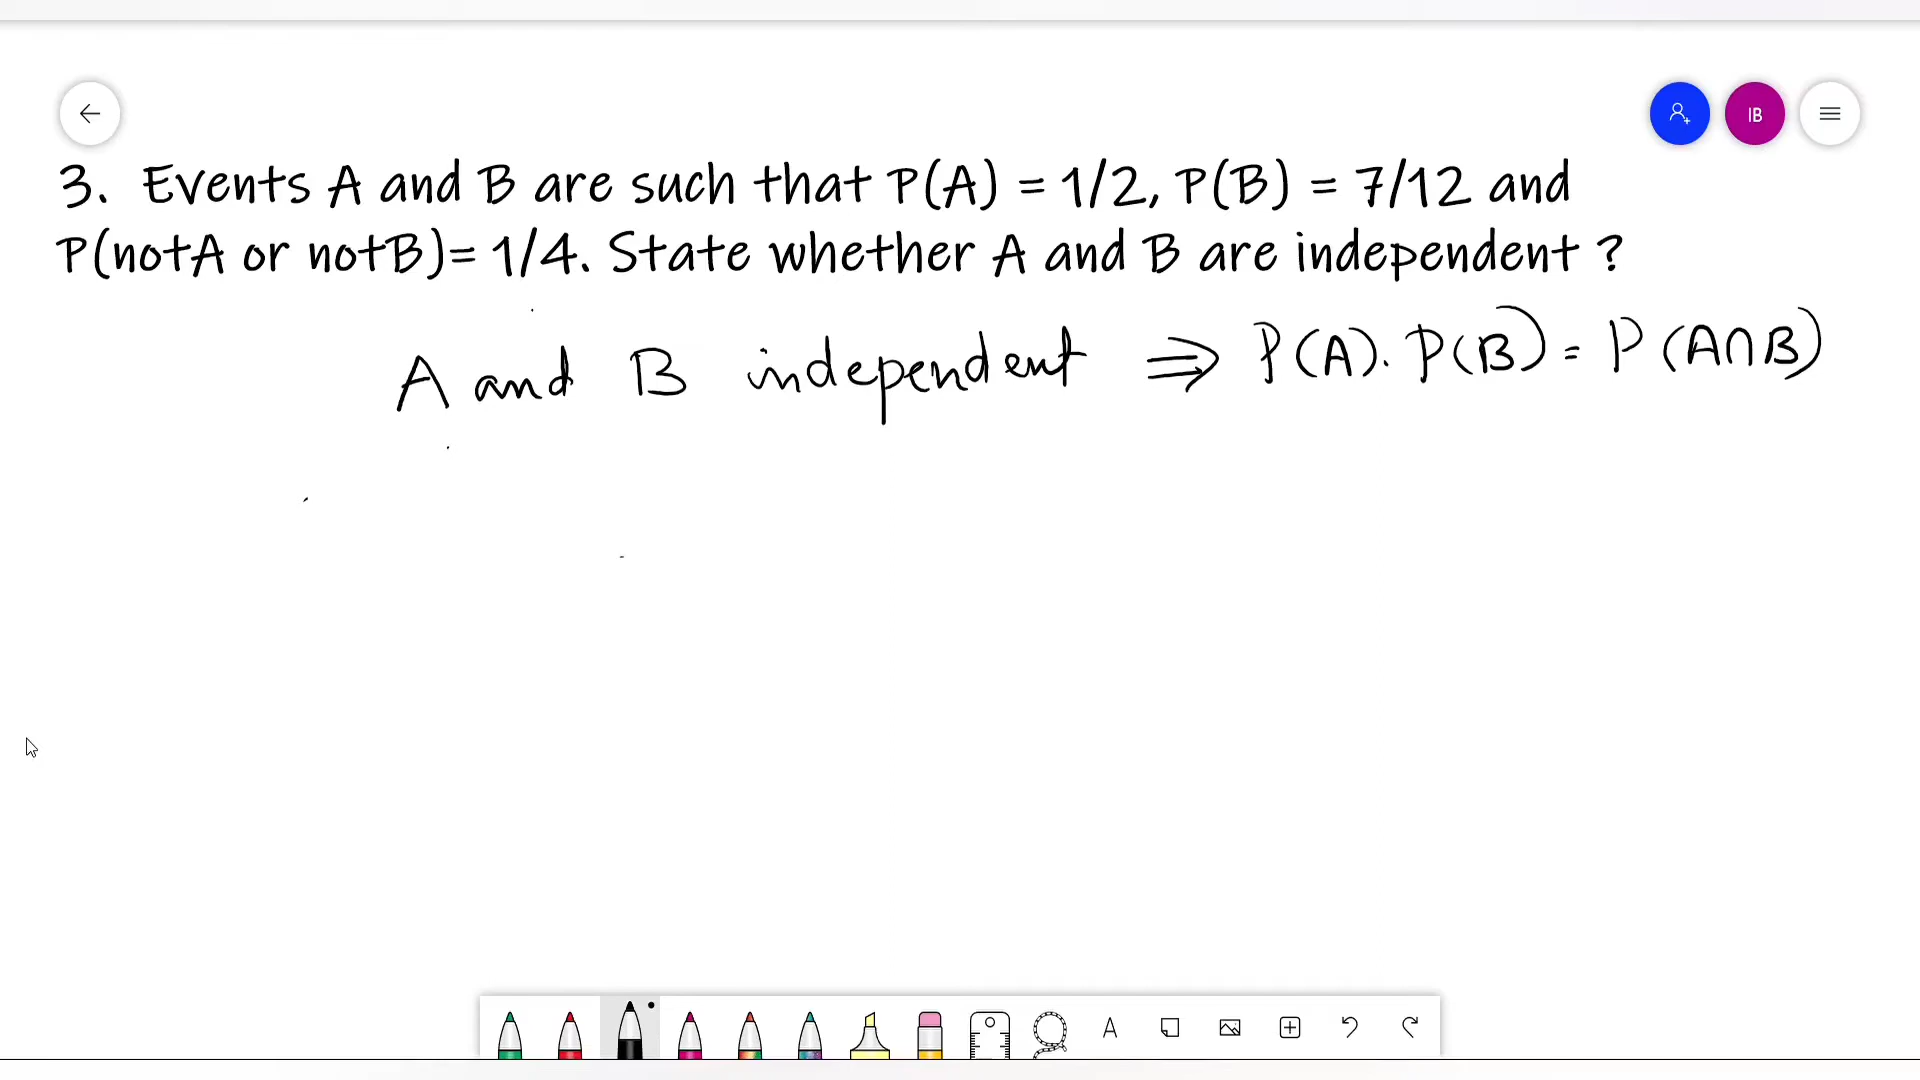 IB
3. Events A and B are such that P(A) = 1/2, P(B) = 7/12 and
P(notA or notB)= 1/4. State whether A and B are independent ?
A and B independent ⇒ P(A). P(B) = P(A∩B)
A